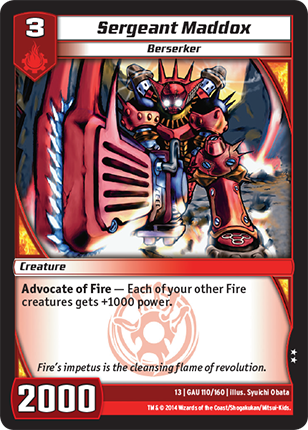 3
Sergeant Maddox
Berserker
Creature
Advocate of Fire — Each of your other Fire
creatures gets +1000 power.
Fire's impetus is the cleansing flame of revolution.
2000
13 | GAU 110/160 | illus. Syuichi Obata
TM & © 2014 Wizards of the Coast/Shogakukan/Mitsui-Kids.